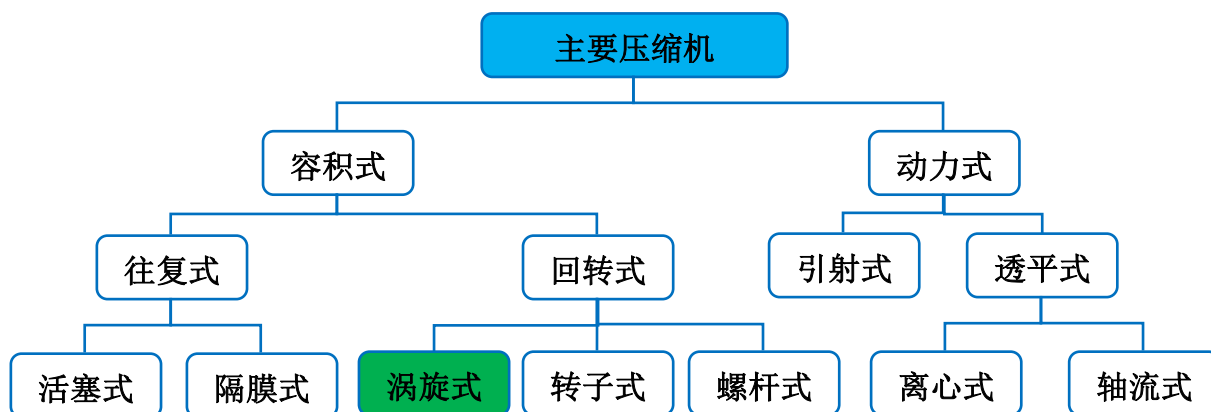 主要压缩机
容积式
动力式
往复式
回转式
引射式
透平式
活塞式
隔膜式
涡旋式
转子式
螺杆式
离心式
轴流式